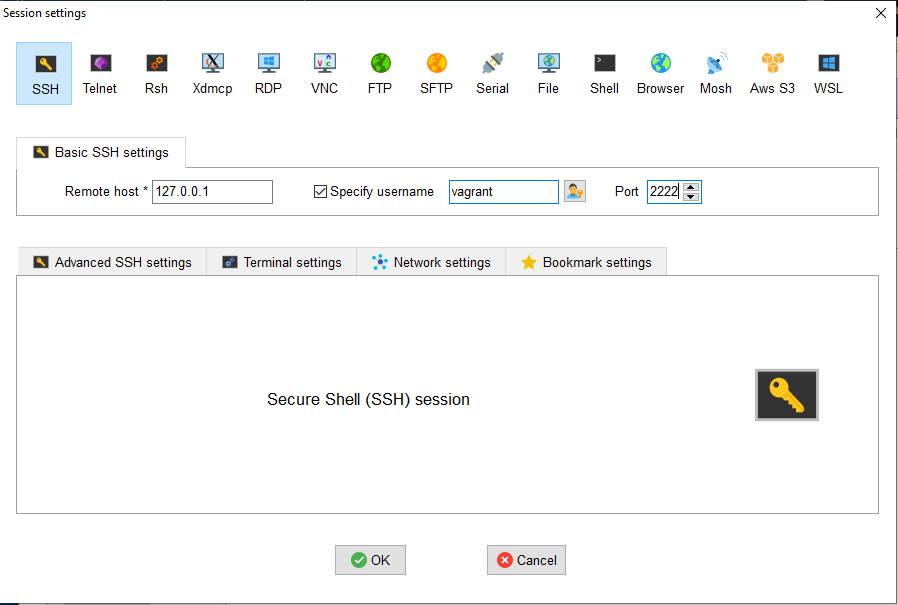 Session settings
SSH Telnet Rsh Xdmcp RDP VNC FTP SFTP Serial File Shell Browser Mosh Aws S3 WSL
Basic SSH settings
Remote host * 127.0.0.1 Specify username vagrant Port 2222
Advanced SSH settings Terminal settings Network settings Bookmark settings
Secure Shell (SSH) session
OK Cancel